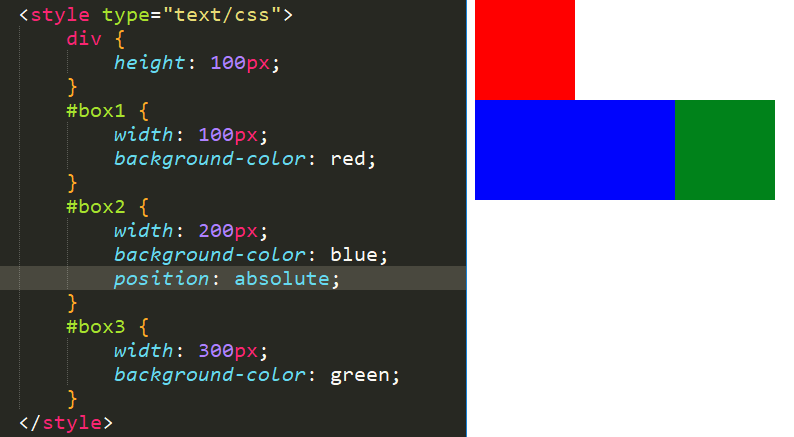 <style type="text/css">
    div {
        height: 100px;
    }
    #box1 {
        width: 100px;
        background-color: red;
    }
    #box2 {
        width: 200px;
        background-color: blue;
        position: absolute;
    }
    #box3 {
        width: 300px;
        background-color: green;
    }
</style>